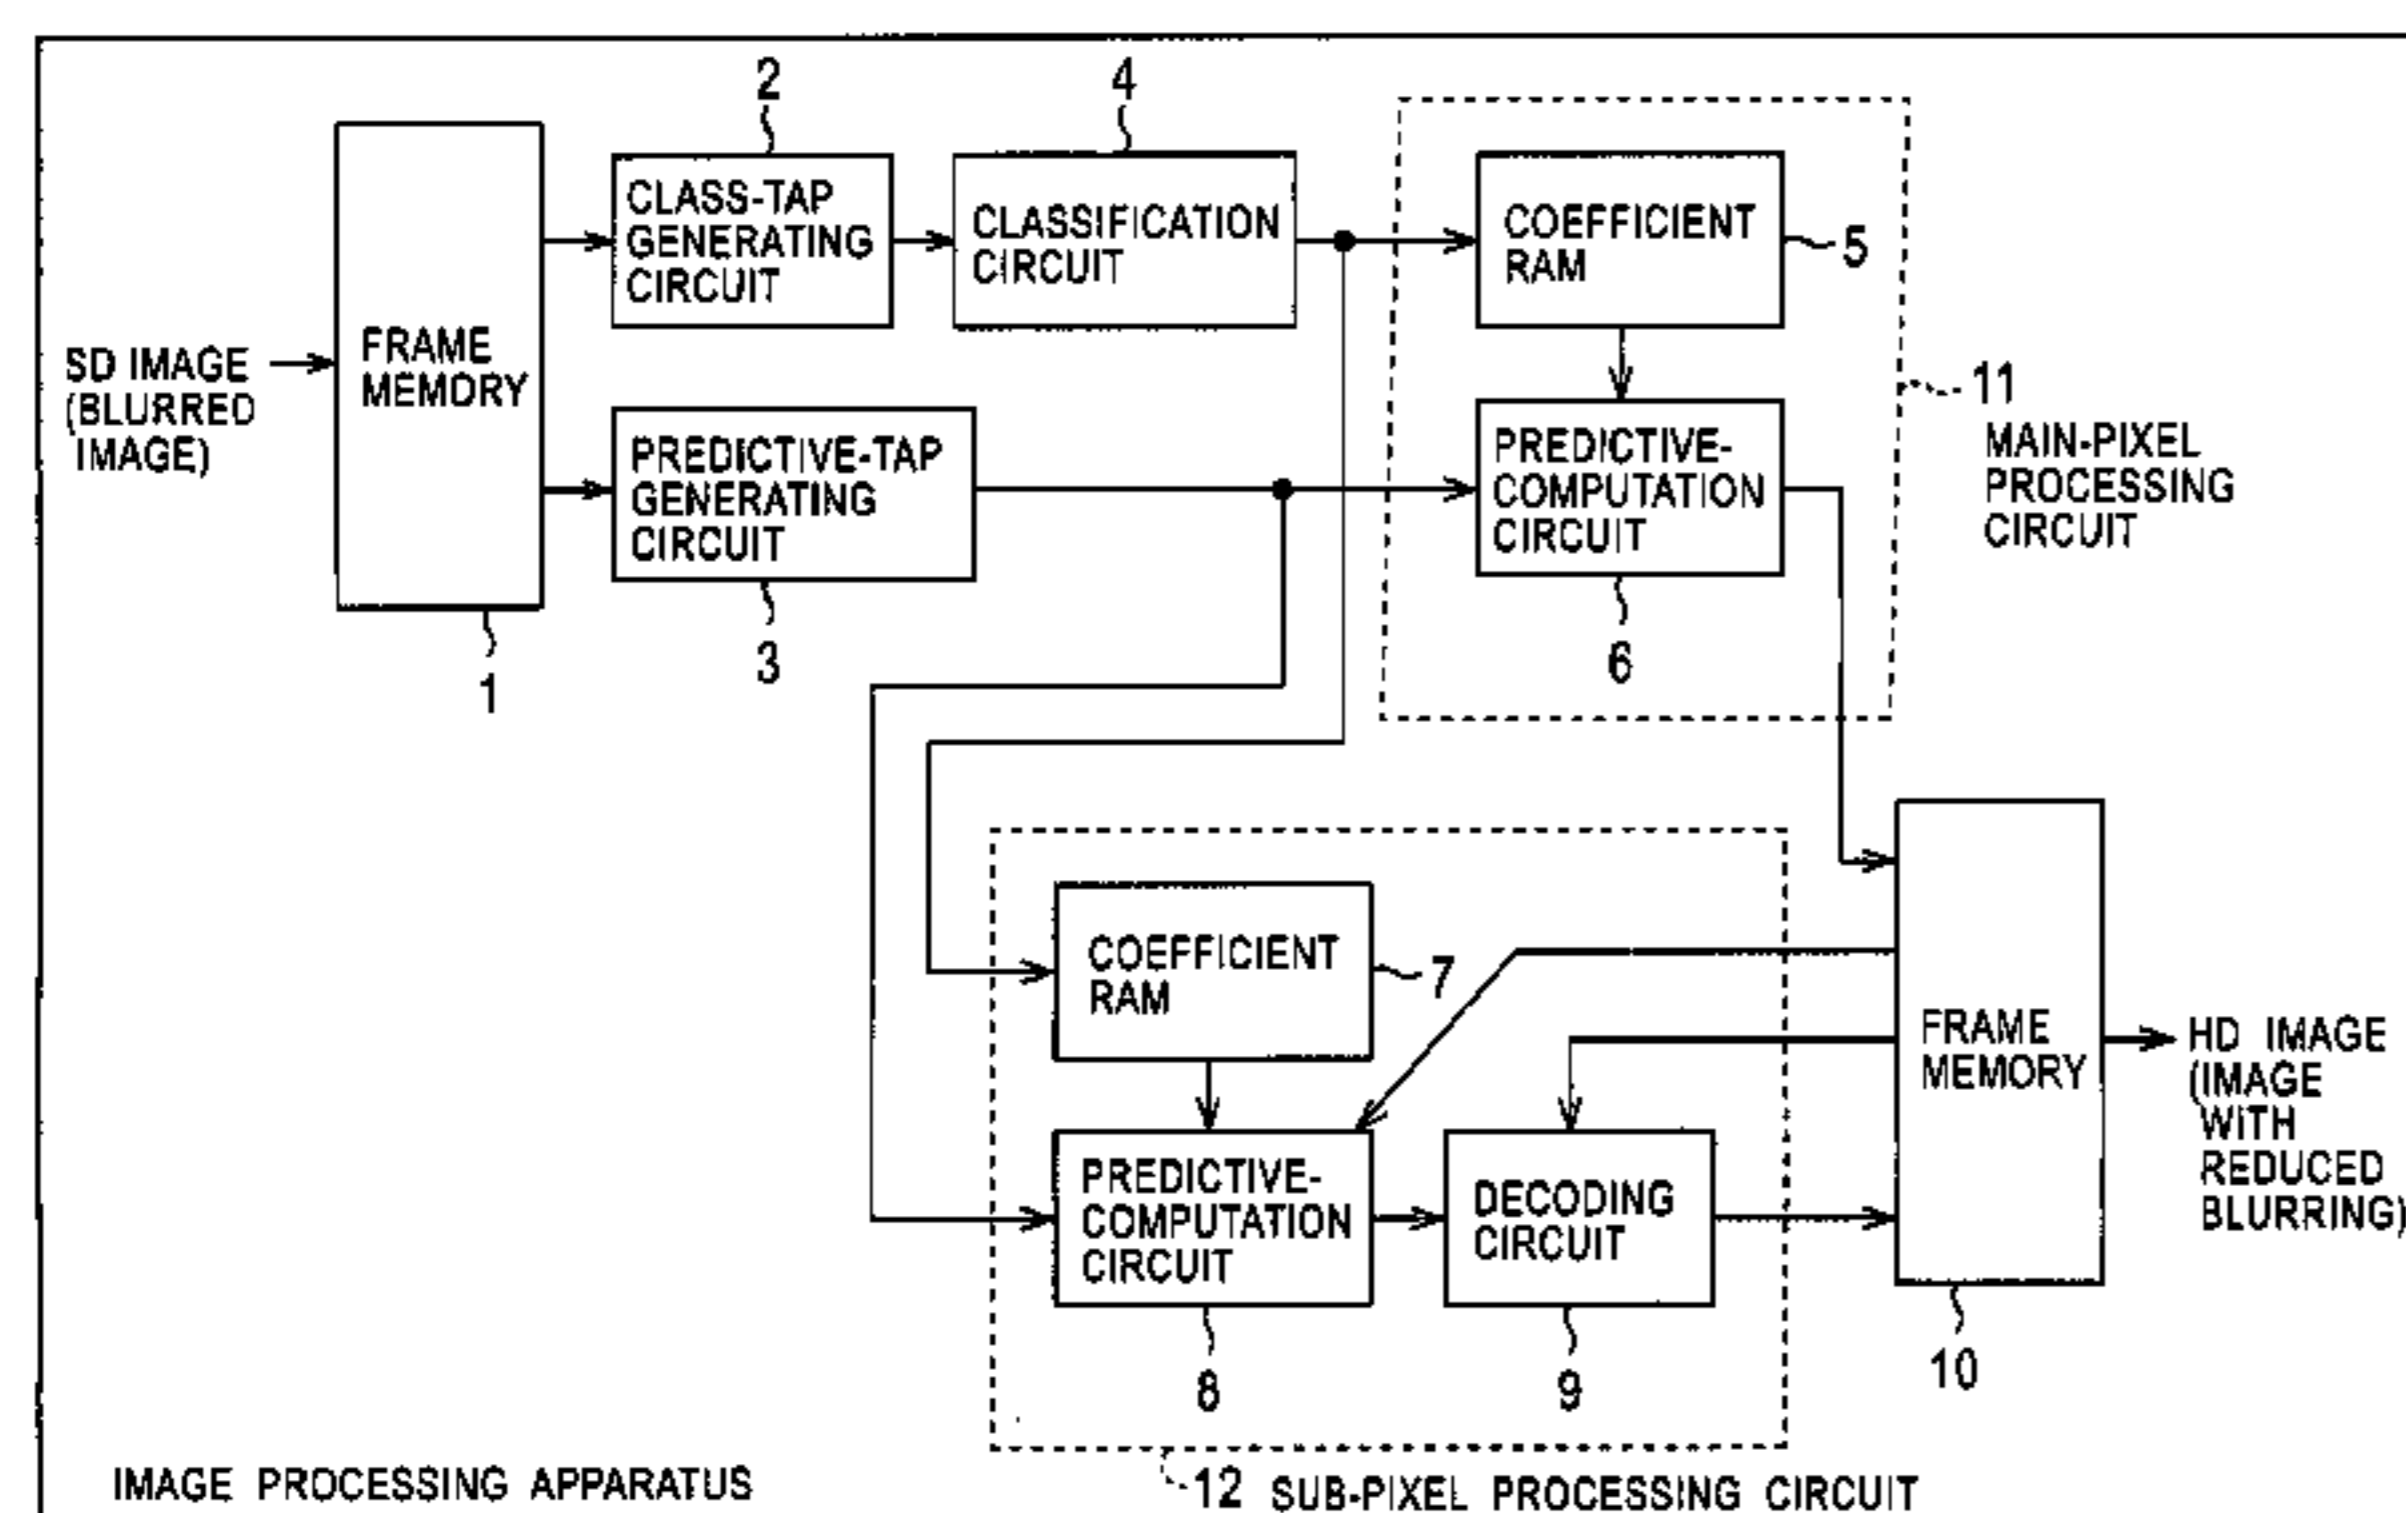 2
4
CLASS-TAP
GENERATING
CIRCUIT
CLASSIFICATION
CIRCUIT
COEFFICIENT
RAM
5
SD IMAGE
(BLURRED
IMAGE)
FRAME
MEMORY
1
PREDICTIVE-TAP
GENERATING
CIRCUIT
3
PREDICTIVE-
COMPUTATION
CIRCUIT
6
11
MAIN-PIXEL
PROCESSING
CIRCUIT
COEFFICIENT
RAM
7
PREDICTIVE-
COMPUTATION
CIRCUIT
8
DECODING
CIRCUIT
9
FRAME
MEMORY
10
HD IMAGE
(IMAGE
WITH
REDUCED
BLURRING)
IMAGE PROCESSING APPARATUS
12 SUB-PIXEL PROCESSING CIRCUIT